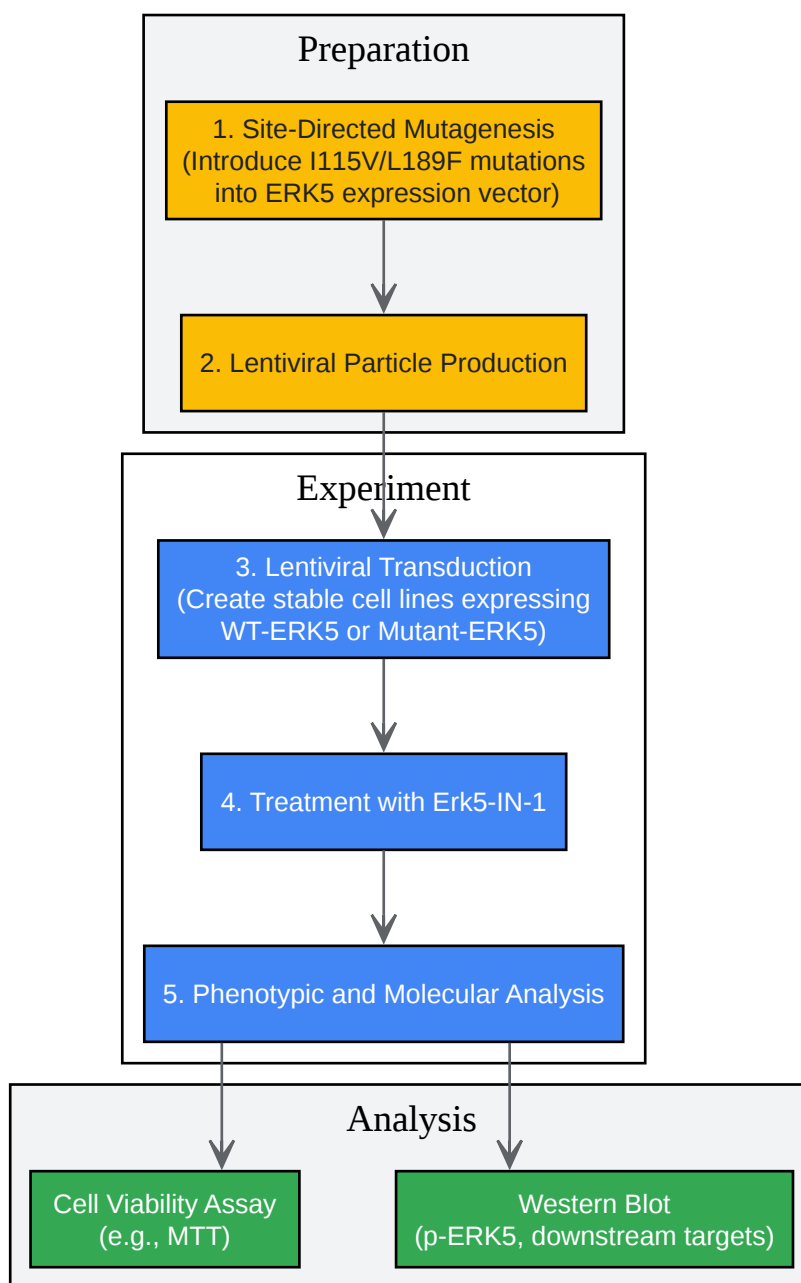 Preparation
1. Site-Directed Mutagenesis
(Introduce I115V/L189F mutations
into ERK5 expression vector)
2. Lentiviral Particle Production
Experiment
3. Lentiviral Transduction
(Create stable cell lines expressing
WT-ERK5 or Mutant-ERK5)
4. Treatment with Erk5-IN-1
5. Phenotypic and Molecular Analysis
Analysis
Cell Viability Assay
(e.g., MTT)
Western Blot
(p-ERK5, downstream targets)